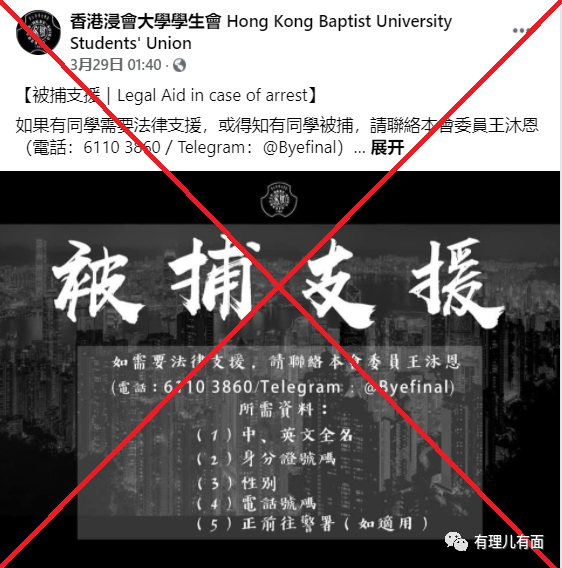 香港浸會大學學生會 Hong Kong Baptist University
Students' Union
3月29日 01:40 ·
【被捕支援 | Legal Aid in case of arrest】
如果有同學需要法律支援，或得知有同學被捕，請聯絡本會委員王沐恩
（電話：6110 3860 / Telegram：@Byefinal）... 展开
被捕支援
如需要法律支援，請聯絡本會委員王沐恩
(電話：6110 3860/Telegram：@Byefinal)
所需資料：
（1）中、英文全名
（2）身分證號碼
（3）性別
（4）電話號碼
（5）正前往警署（如適用）
有理儿有面